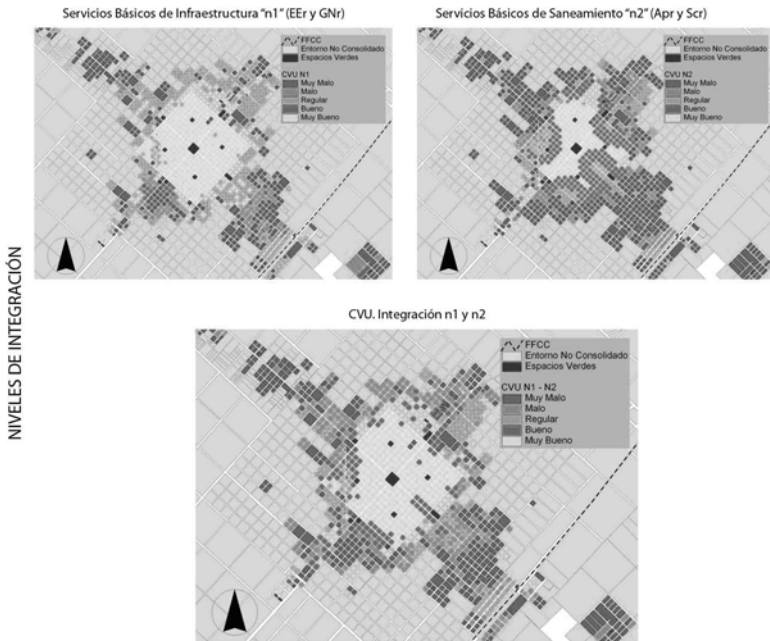 Servicios Básicos de Infraestructura "n1" (EEr y GNr)
FFCC
Entorno No Consolidado
Espacios Verdes
CVU N1
Muy Malo
Malo
Regular
Bueno
Muy Bueno
Servicios Básicos de Saneamiento "n2" (Apr y Scr)
FFCC
Entorno No Consolidado
Espacios Verdes
CVU N2
Muy Malo
Malo
Regular
Bueno
Muy Bueno
NIVELES DE INTEGRACIÓN
CVU. Integración n1 y n2
FFCC
Entorno No Consolidado
Espacios Verdes
CVU N1 - N2
Muy Malo
Malo
Regular
Bueno
Muy Bueno